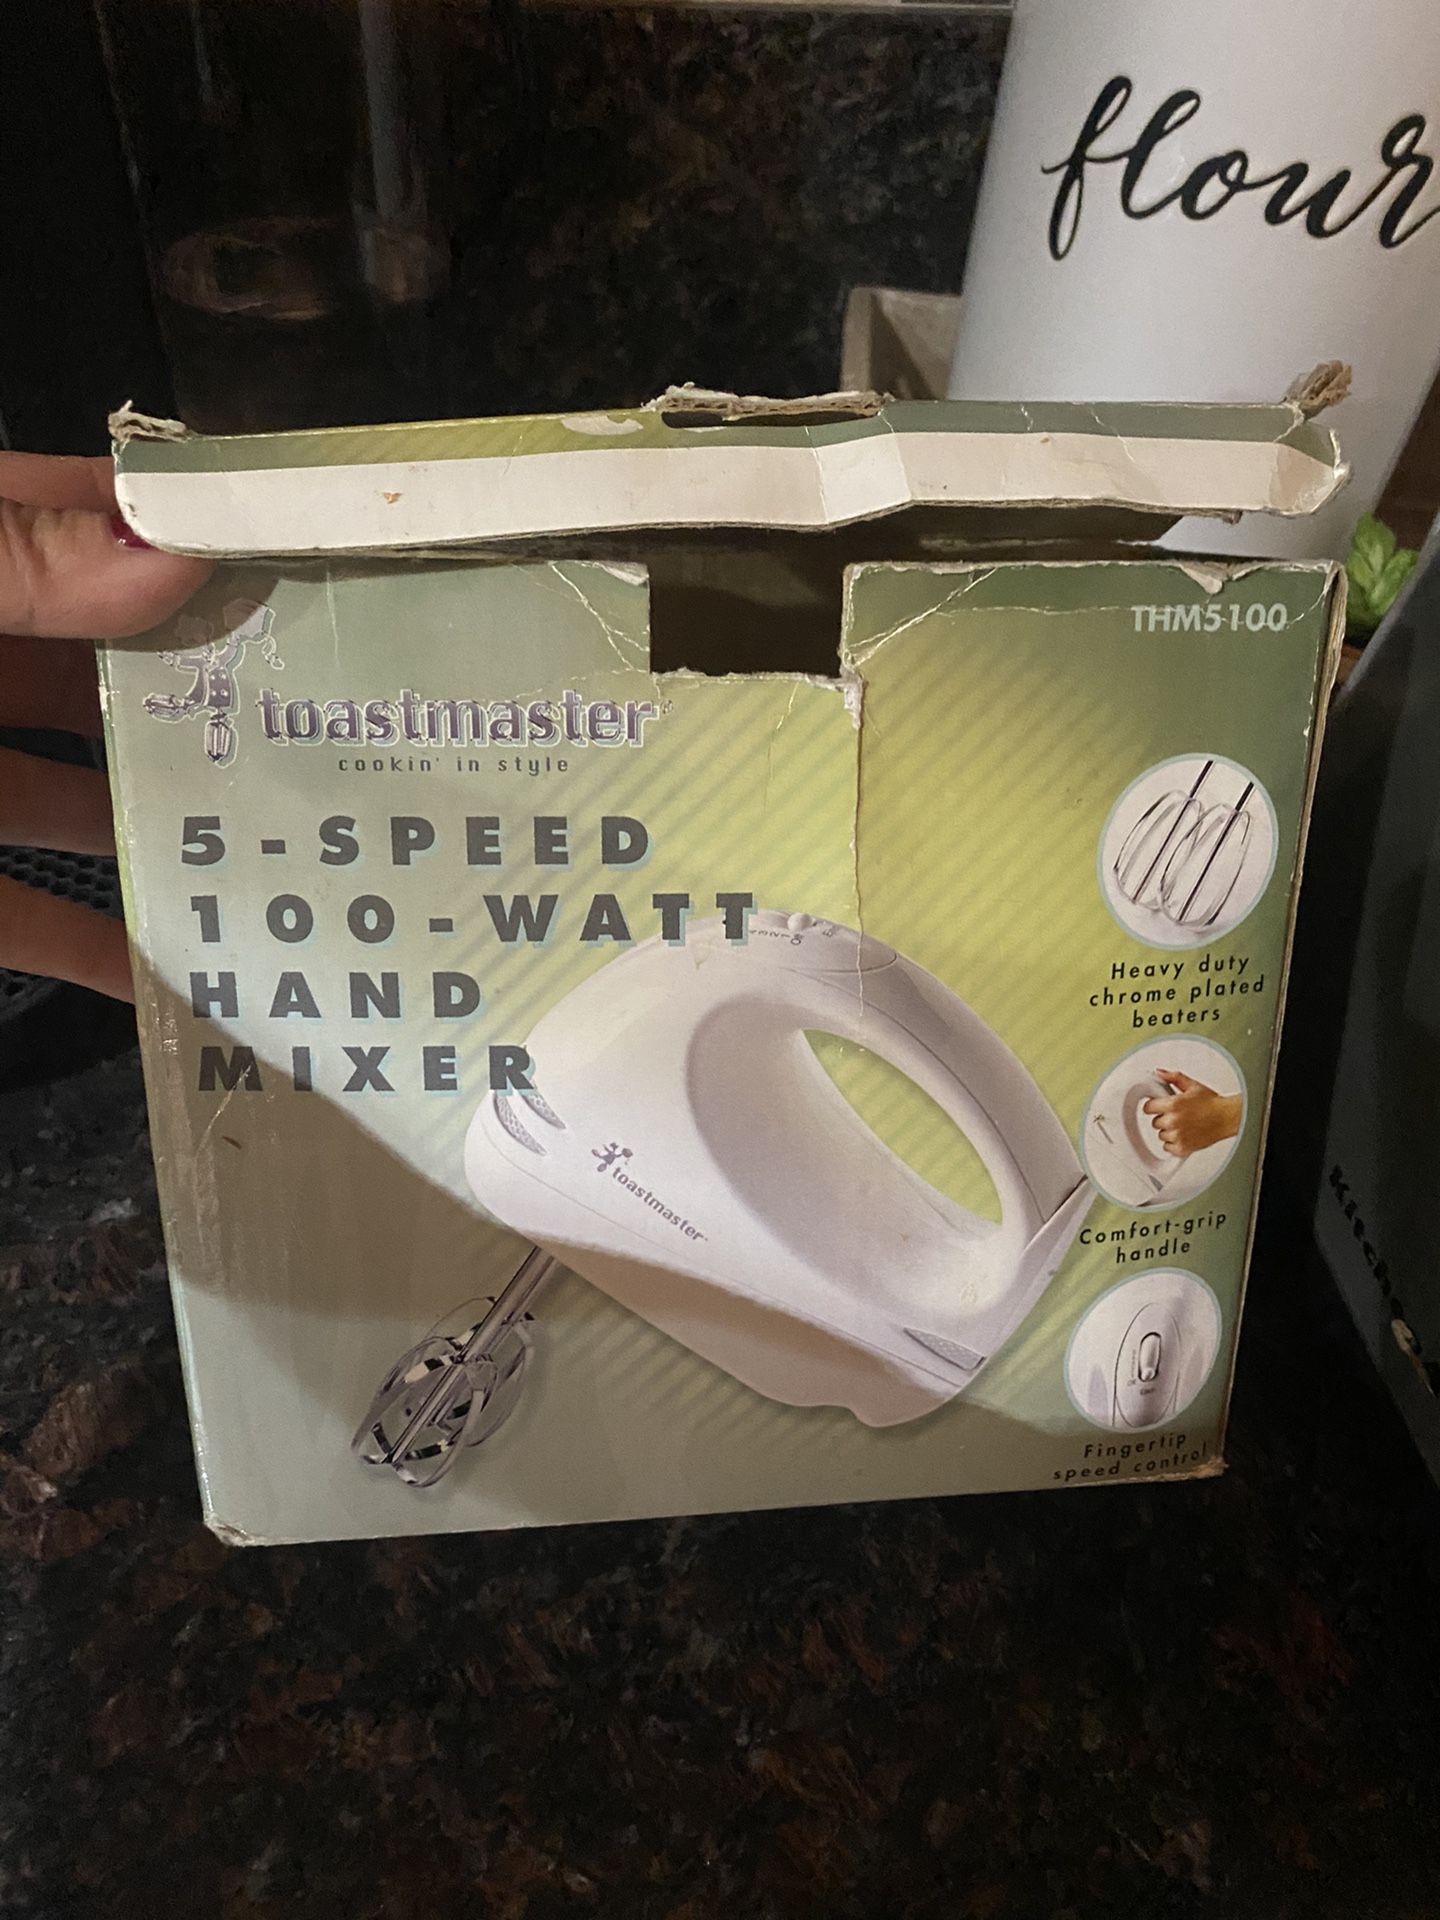 flour
THM5100
toastmaster®
cookin' in style
5-SPEED
100-WATT
HAND
MIXER
toastmaster
Heavy duty
chrome plated
beaters
Comfort-grip
handle
Fingertip
speed control